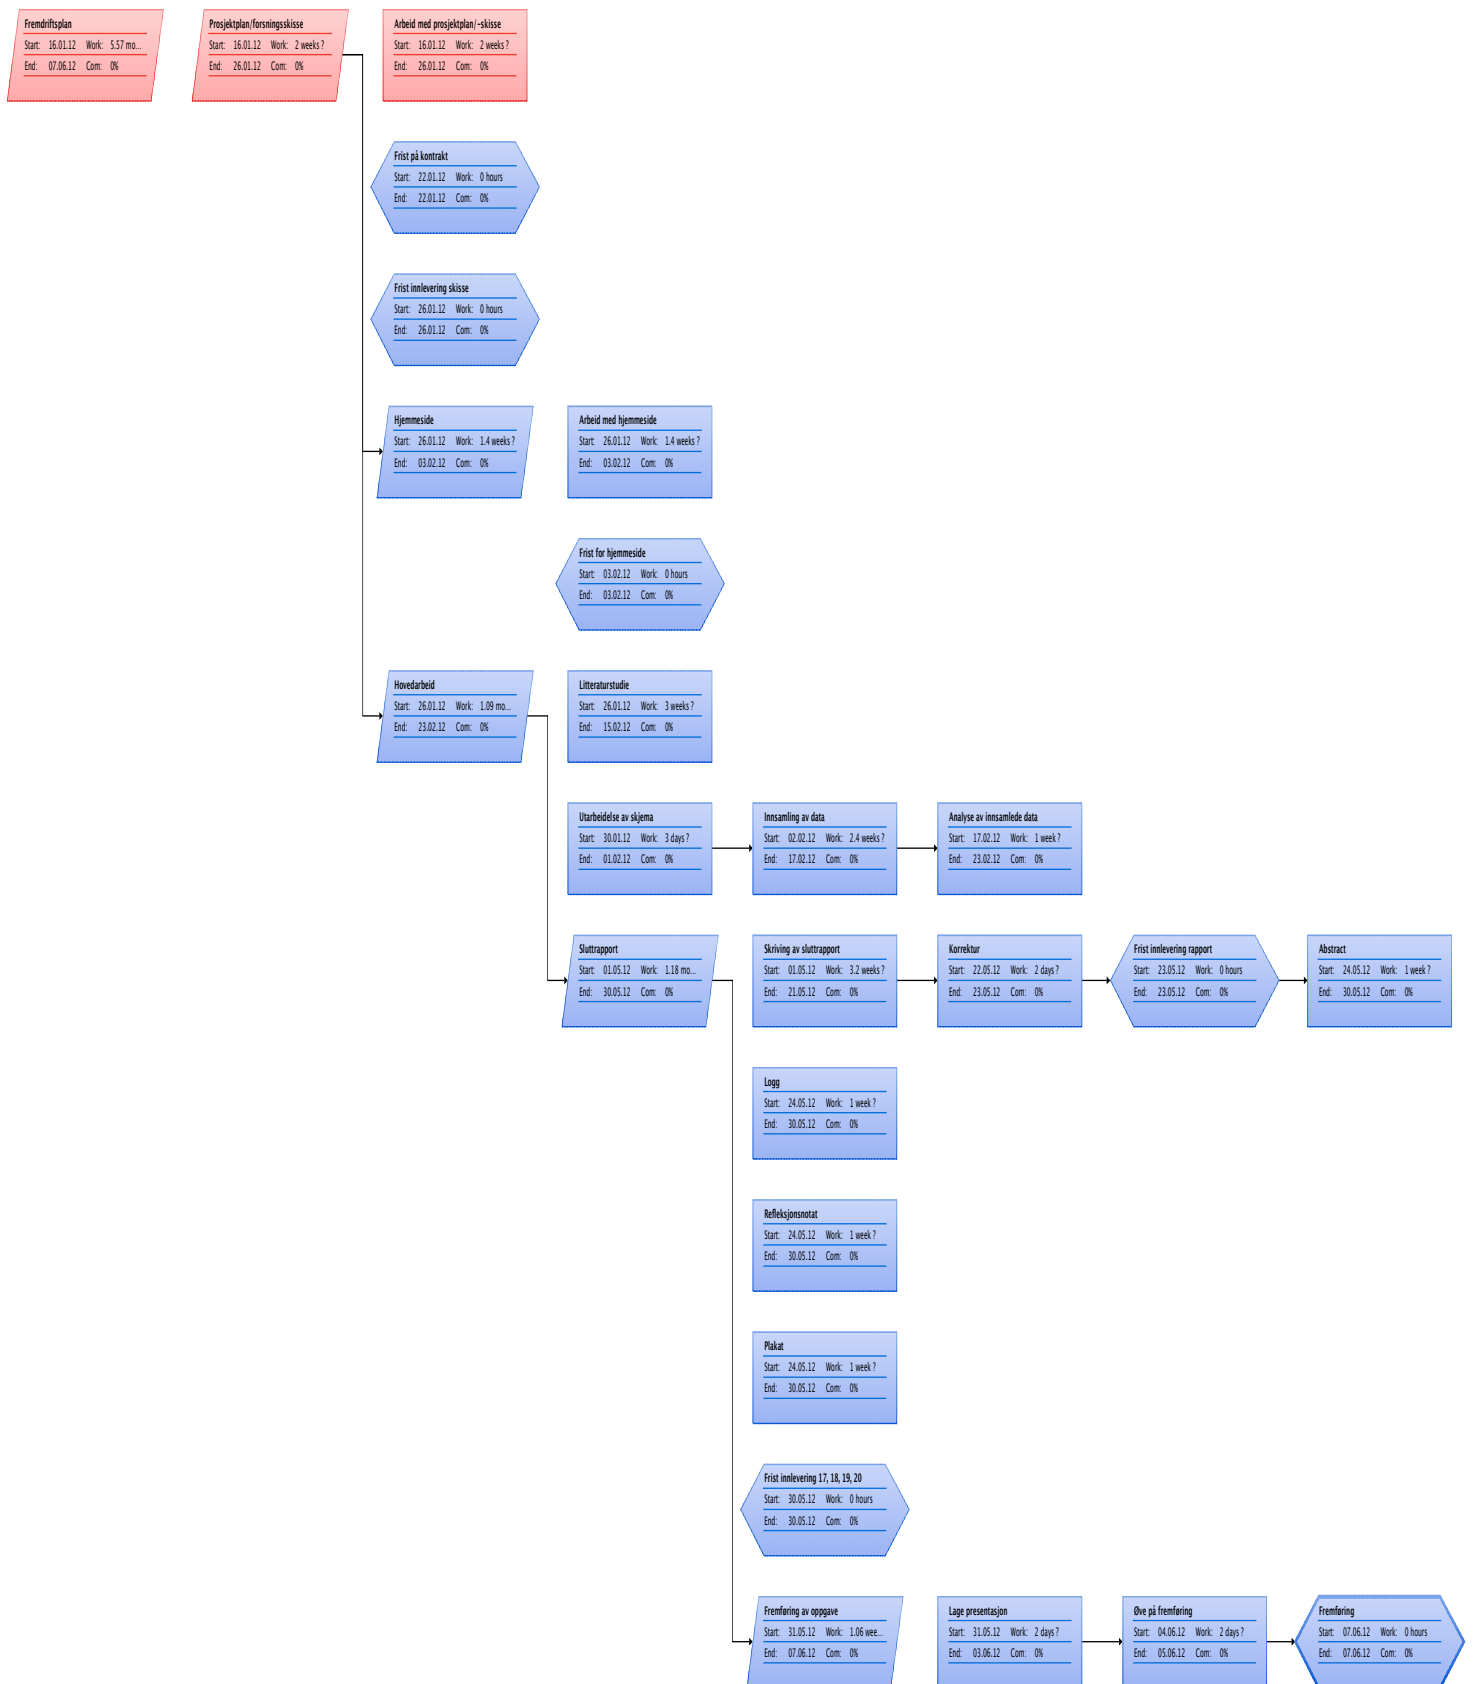 Fremdriftsplan
Start: 16.01.12 Work: 5.57 mo...
End: 07.06.12 Com: 0%
Prosjektplan/forsningsskisse
Start: 16.01.12 Work: 2 weeks ?
End: 26.01.12 Com: 0%
Arbeid med prosjektplan/-skisse
Start: 16.01.12 Work: 2 weeks ?
End: 26.01.12 Com: 0%
Frist på kontrakt
Start: 22.01.12 Work: 0 hours
End: 22.01.12 Com: 0%
Frist innlevering skisse
Start: 26.01.12 Work: 0 hours
End: 26.01.12 Com: 0%
Hjemmeside
Start: 26.01.12 Work: 1.4 weeks ?
End: 03.02.12 Com: 0%
Arbeid med hjemmeside
Start: 26.01.12 Work: 1.4 weeks ?
End: 03.02.12 Com: 0%
Frist for hjemmeside
Start: 03.02.12 Work: 0 hours
End: 03.02.12 Com: 0%
Hovedarbeid
Start: 26.01.12 Work: 1.09 mo...
End: 23.02.12 Com: 0%
Litteraturstudie
Start: 26.01.12 Work: 3 weeks ?
End: 15.02.12 Com: 0%
Utarbeidelse av skjema
Start: 30.01.12 Work: 3 days ?
End: 01.02.12 Com: 0%
Innsamling av data
Start: 02.02.12 Work: 2.4 weeks ?
End: 17.02.12 Com: 0%
Analyse av innsamlede data
Start: 17.02.12 Work: 1 week ?
End: 23.02.12 Com: 0%
Sluttrapport
Start: 01.05.12 Work: 1.18 mo...
End: 30.05.12 Com: 0%
Skriving av sluttrapport
Start: 01.05.12 Work: 3.2 weeks ?
End: 21.05.12 Com: 0%
Korrektur
Start: 22.05.12 Work: 2 days ?
End: 23.05.12 Com: 0%
Frist innlevering rapport
Start: 23.05.12 Work: 0 hours
End: 23.05.12 Com: 0%
Abstract
Start: 24.05.12 Work: 1 week ?
End: 30.05.12 Com: 0%
Logg
Start: 24.05.12 Work: 1 week ?
End: 30.05.12 Com: 0%
Refleksjonsnotat
Start: 24.05.12 Work: 1 week ?
End: 30.05.12 Com: 0%
Plakat
Start: 24.05.12 Work: 1 week ?
End: 30.05.12 Com: 0%
Frist innlevering 17, 18, 19, 20
Start: 30.05.12 Work: 0 hours
End: 30.05.12 Com: 0%
Fremføring av oppgave
Start: 31.05.12 Work: 1.06 wee...
End: 07.06.12 Com: 0%
Lage presentasjon
Start: 31.05.12 Work: 2 days ?
End: 03.06.12 Com: 0%
Øve på fremføring
Start: 04.06.12 Work: 2 days ?
End: 05.06.12 Com: 0%
Fremføring
Start: 07.06.12 Work: 0 hours
End: 07.06.12 Com: 0%